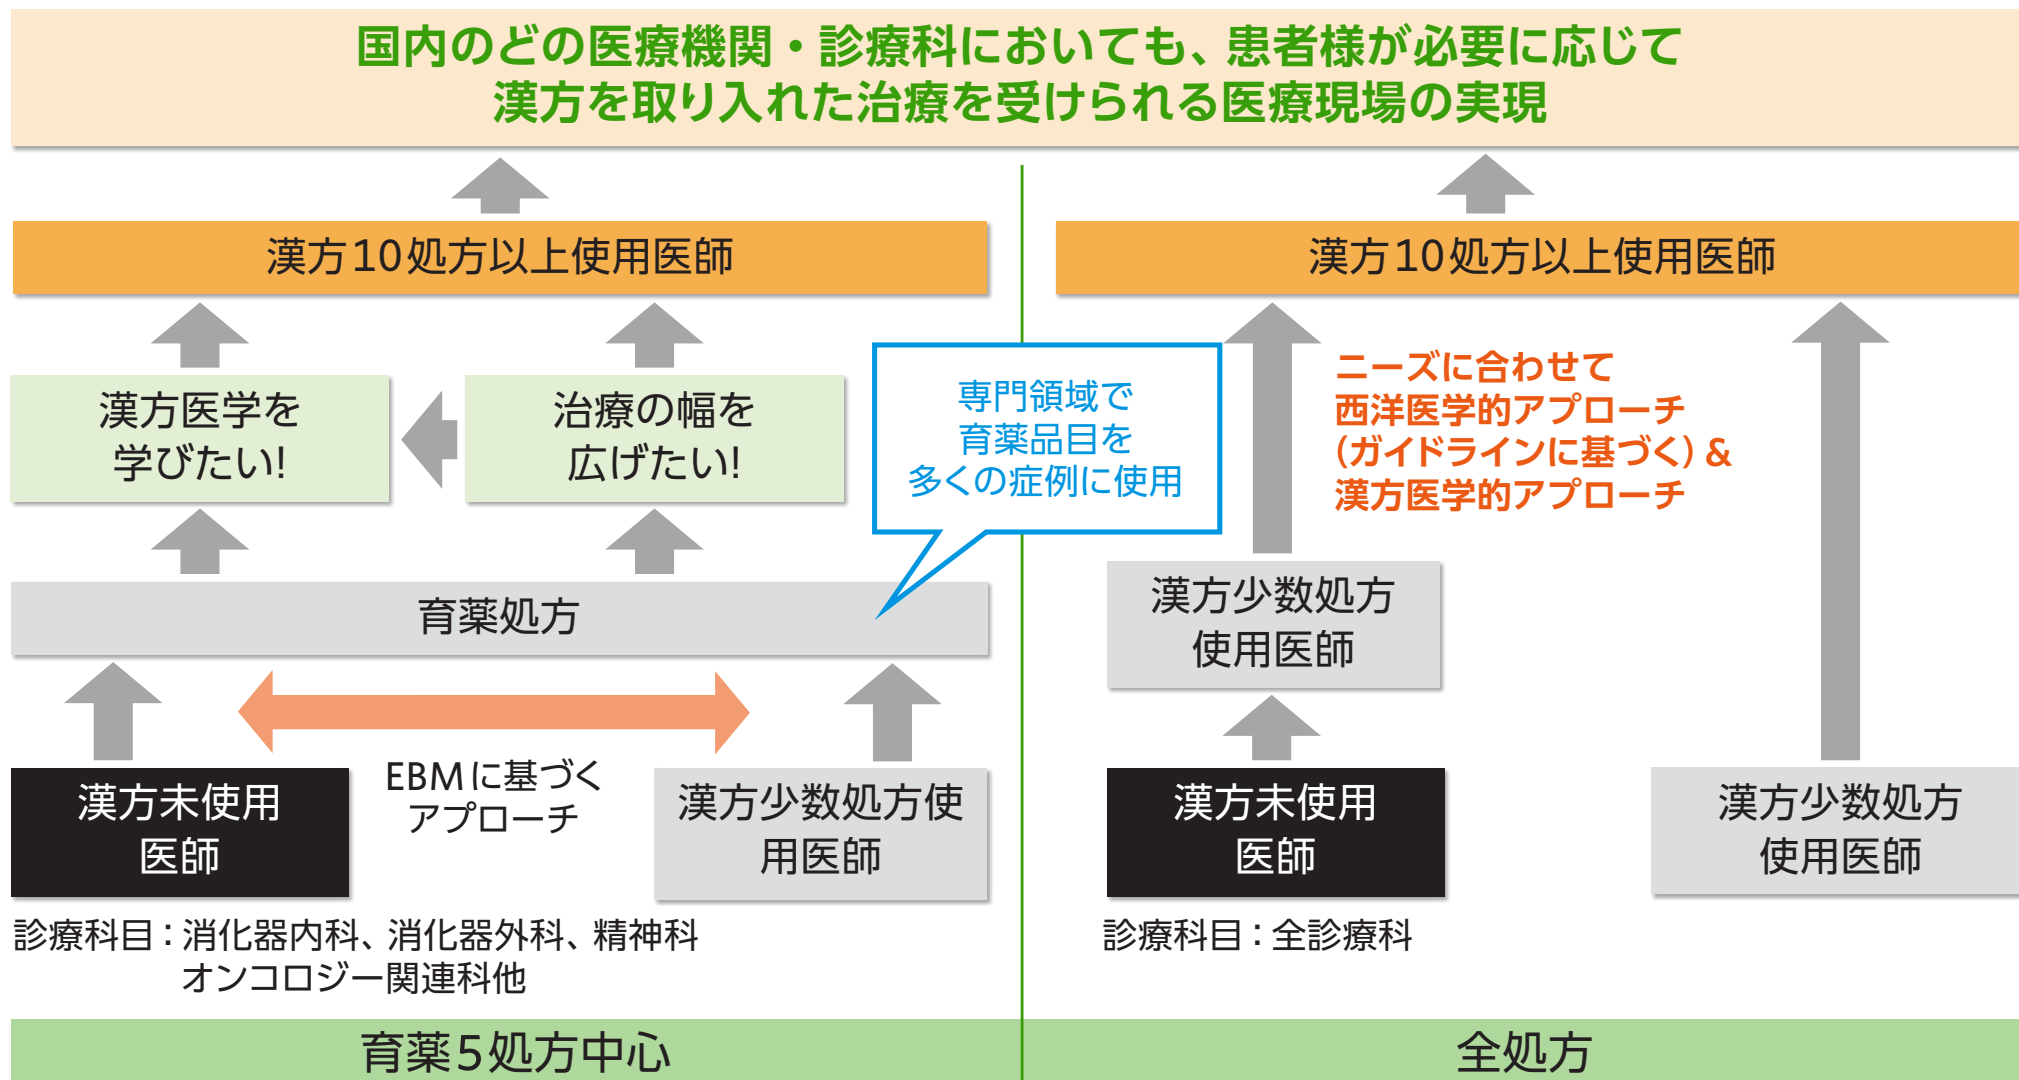 国内のどの医療機関・診療科においても、患者様が必要に応じて
漢方を取り入れた治療を受けられる医療現場の実現
漢方10処方以上使用医師
漢方医学を
学びたい!
治療の幅を
広げたい!
専門領域で
育薬品目を
多くの症例に使用
育薬処方
漢方未使用
医師
EBMに基づく
アプローチ
漢方少数処方使
用医師
診療科目：消化器内科、消化器外科、精神科
オンコロジー関連科他
育薬5処方中心
漢方10処方以上使用医師
ニーズに合わせて
西洋医学的アプローチ
（ガイドラインに基づく）&
漢方医学的アプローチ
漢方少数処方
使用医師
漢方未使用
医師
漢方少数処方
使用医師
診療科目：全診療科
全処方